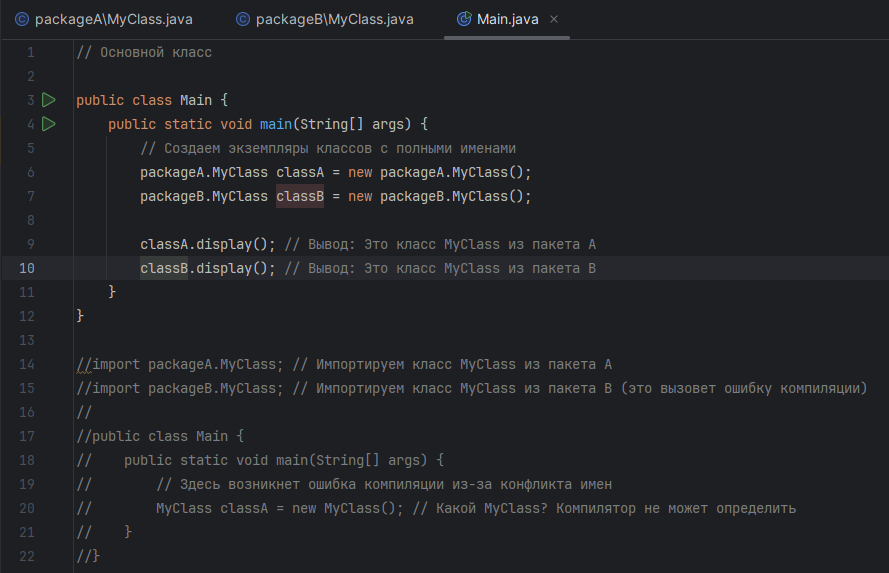 packageA\MyClass.java packageB\MyClass.java Main.java ×
1 // Основной класс
2
3 public class Main {
4 public static void main(String[] args) {
5 // Создаем экземпляры классов с полными именами
6 packageA.MyClass classA = new packageA.MyClass();
7 packageB.MyClass classB = new packageB.MyClass();
8
9 classA.display(); // Вывод: Это класс MyClass из пакета A
10 classB.display(); // Вывод: Это класс MyClass из пакета B
11 }
12 }
13
14 //import packageA.MyClass; // Импортируем класс MyClass из пакета A
15 //import packageB.MyClass; // Импортируем класс MyClass из пакета B (это вызовет ошибку компиляции)
16 //
17 //public class Main {
18 // public static void main(String[] args) {
19 // // Здесь возникнет ошибка компиляции из-за конфликта имен
20 // MyClass classA = new MyClass(); // Какой MyClass? Компилятор не может определить
21 // }
22 //}